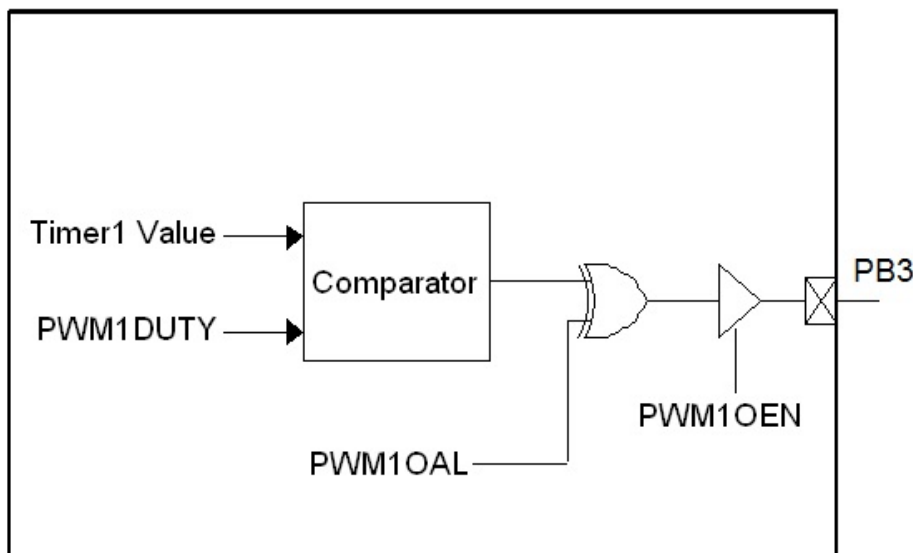 Timer1 Value
Comparator
PB3
PWM1DUTY
PWM1OEN
PWM1OAL